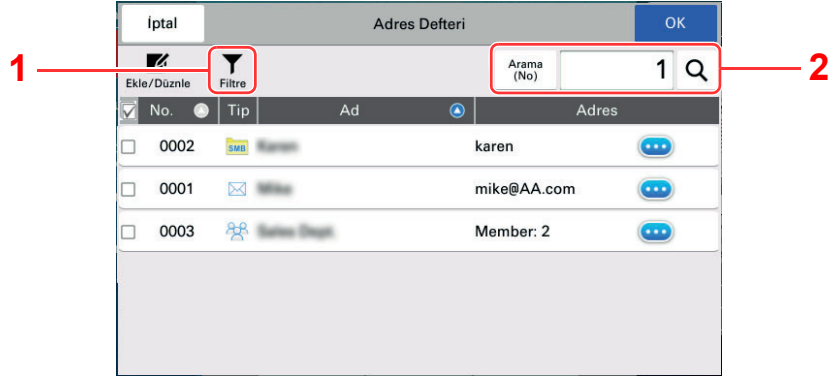 İptal Adres Defteri OK
1 Ekle/Düznle Filtre Arama (No) 1 2
No. Tip Ad Adres
0002 SMB karen
0001 mike@AA.com
0003 Member: 2